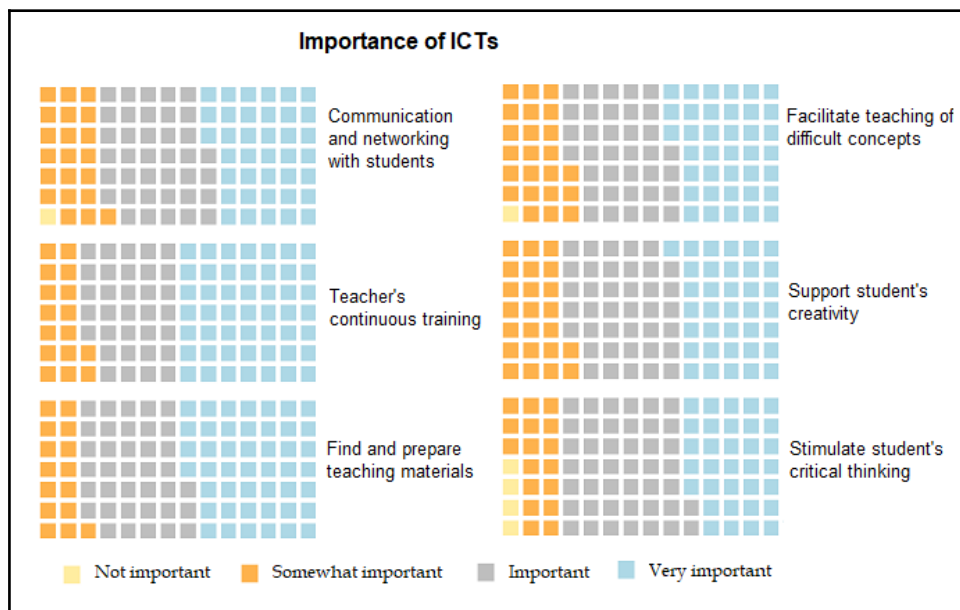 Importance of ICTs
Communication
and networking
with students
Facilitate teaching of
difficult concepts
Teacher's
continuous training
Support student's
creativity
Find and prepare
teaching materials
Stimulate student's
critical thinking
Not important
Somewhat important
Important
Very important